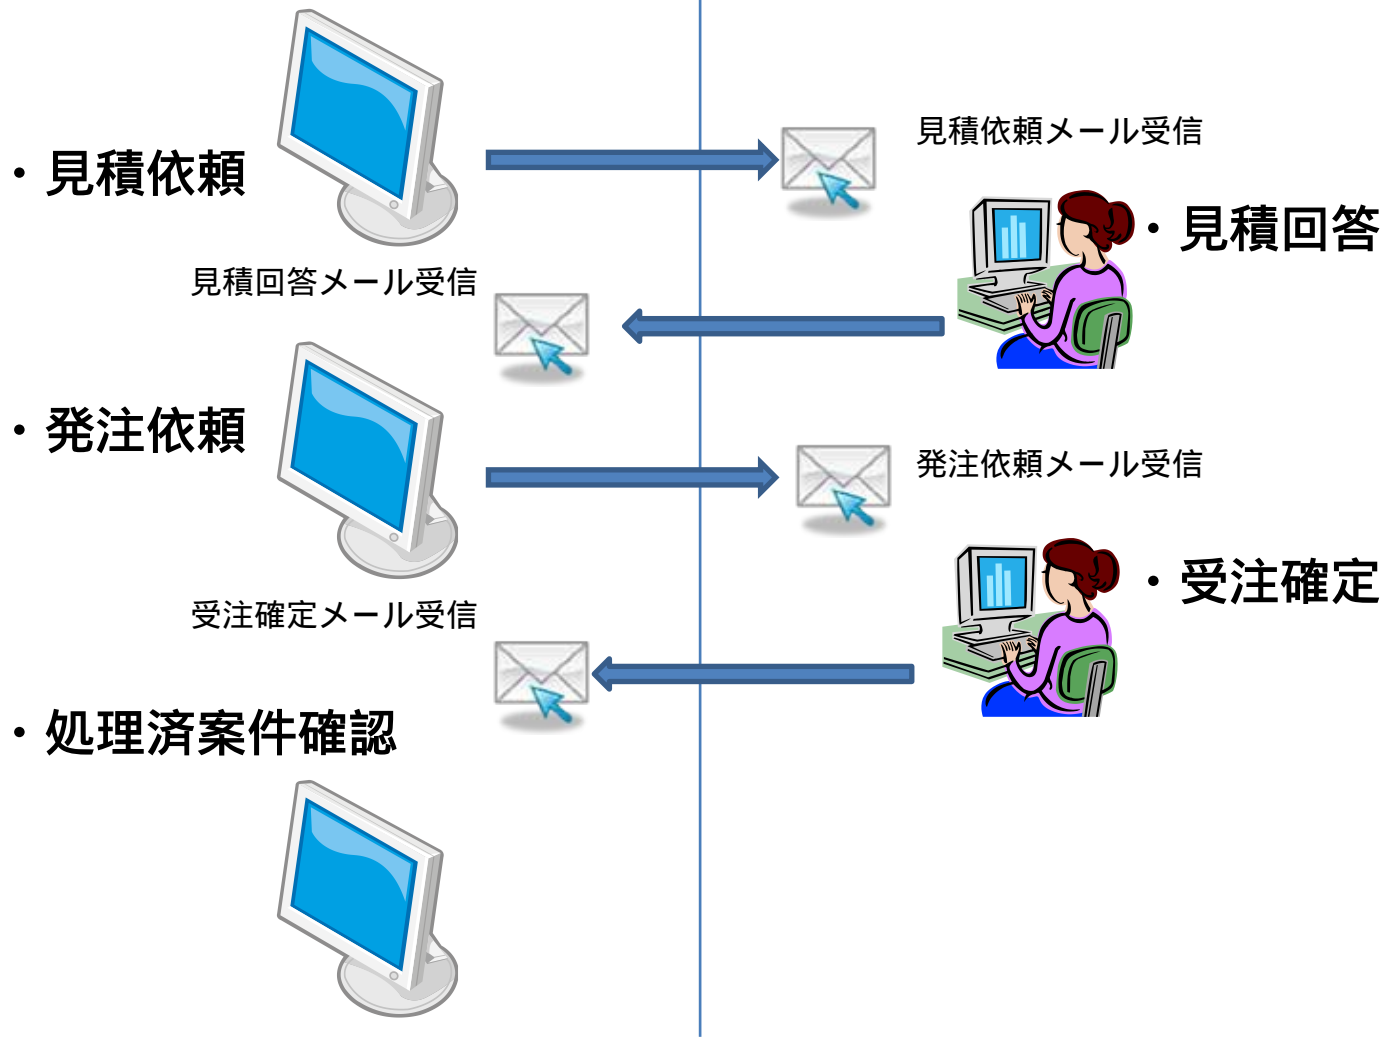 見積依頼メール受信
・見積依頼
・見積回答
見積回答メール受信
・発注依頼
発注依頼メール受信
・受注確定
受注確定メール受信
・処理済案件確認